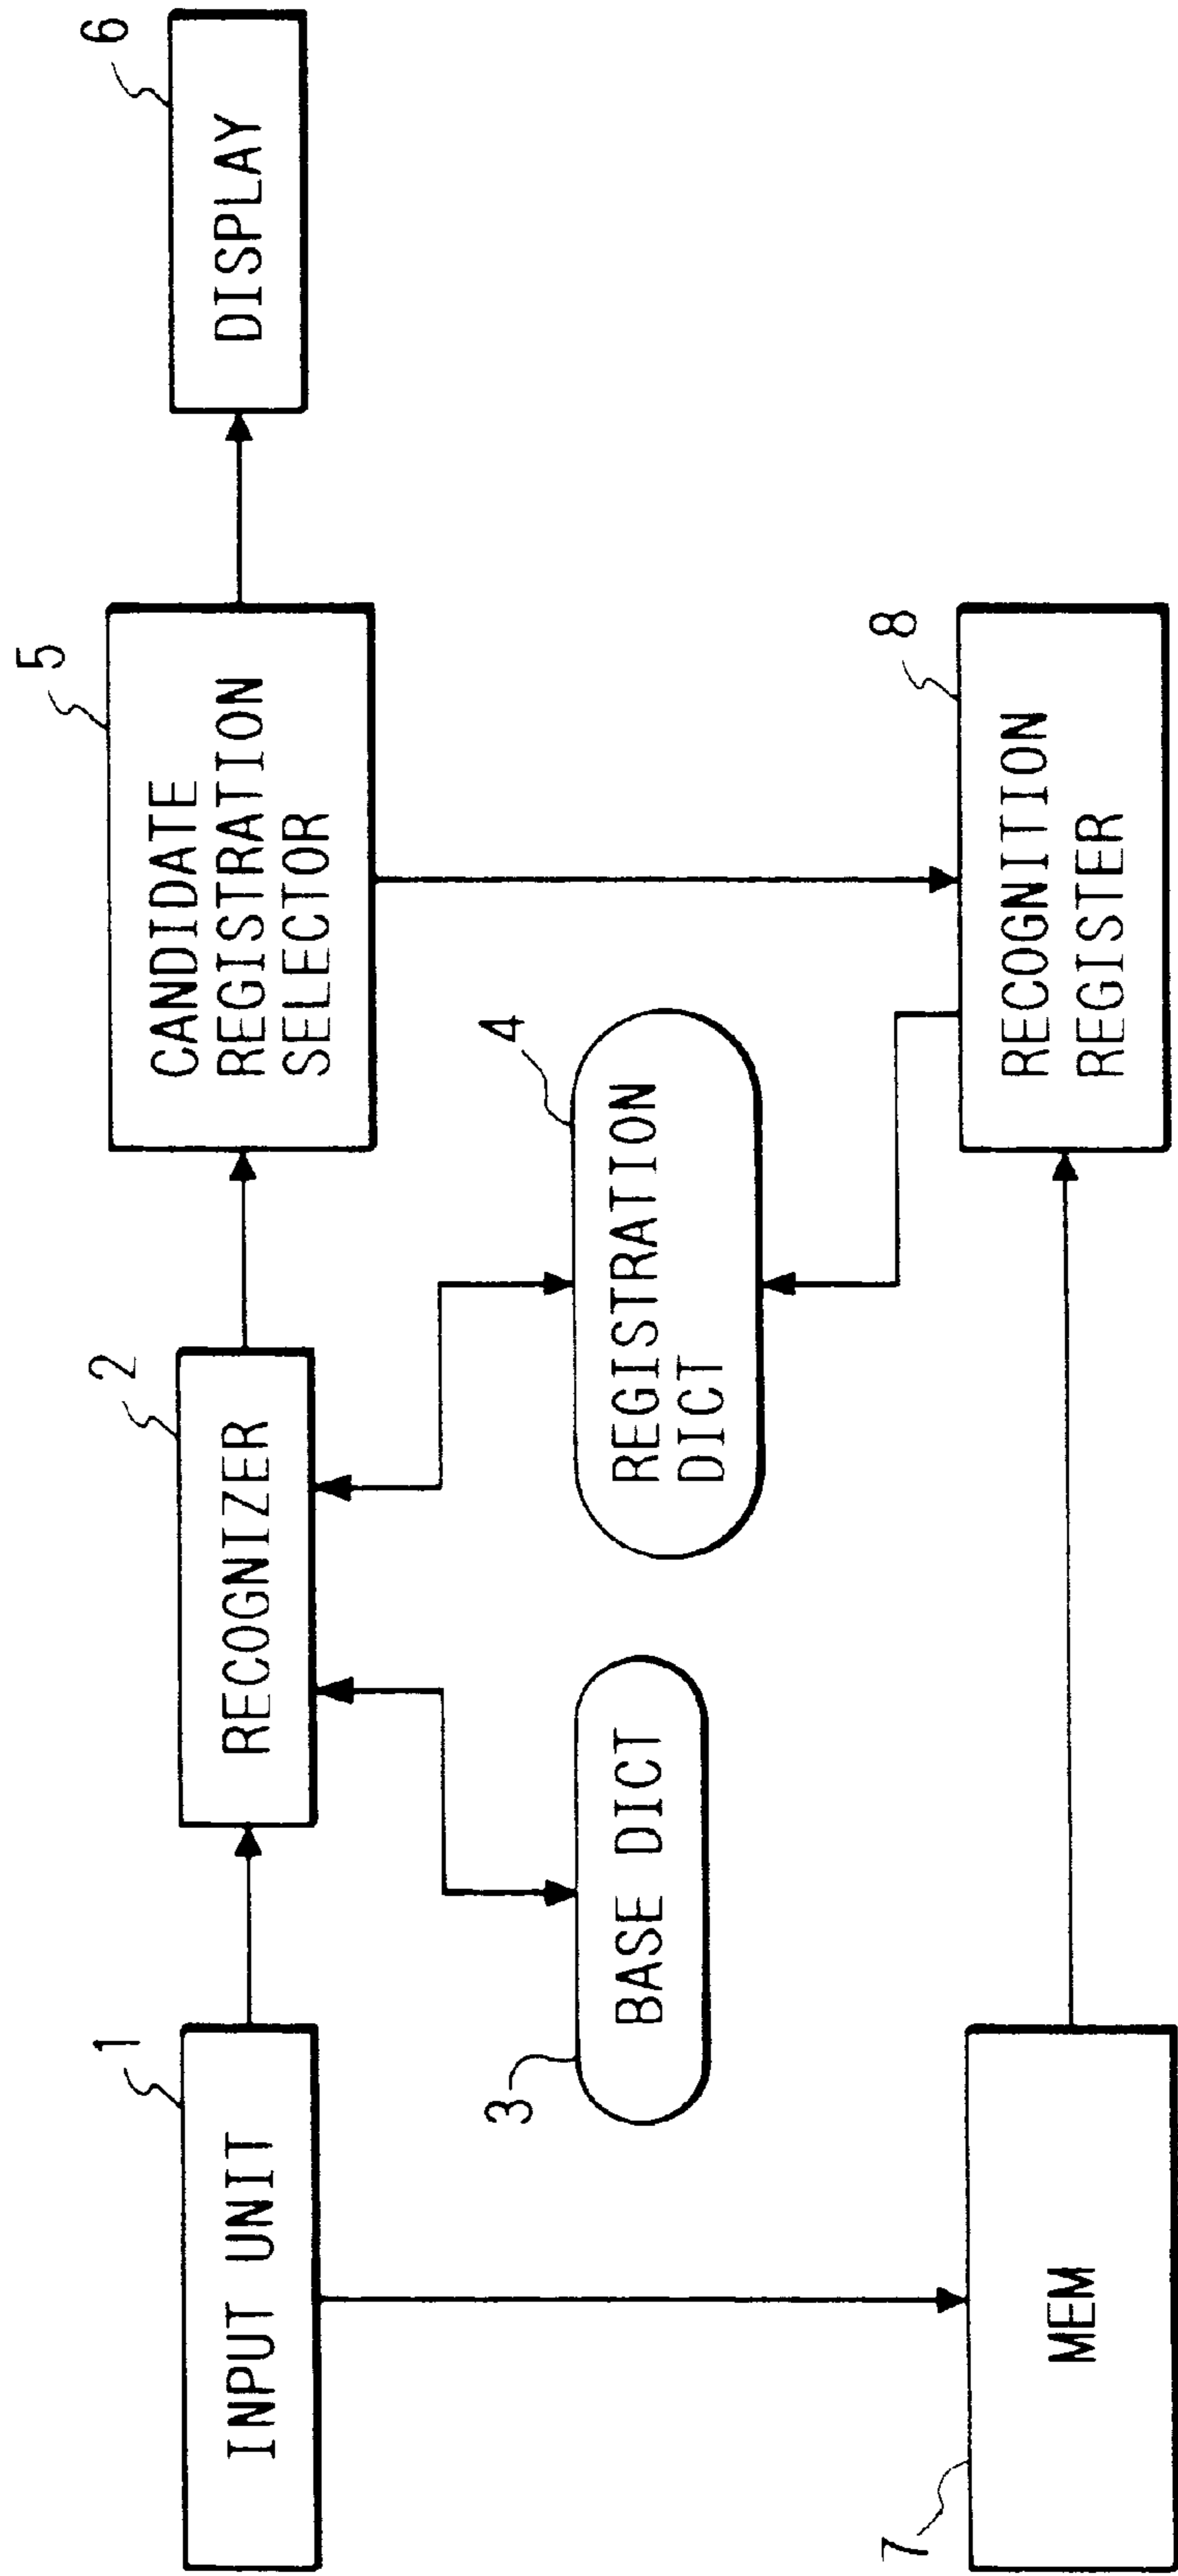 1
INPUT UNIT
2
RECOGNIZER
5
CANDIDATE
REGISTRATION
SELECTOR
6
DISPLAY
3
BASE DICT
4
REGISTRATION
DICT
7
MEM
8
RECOGNITION
REGISTER